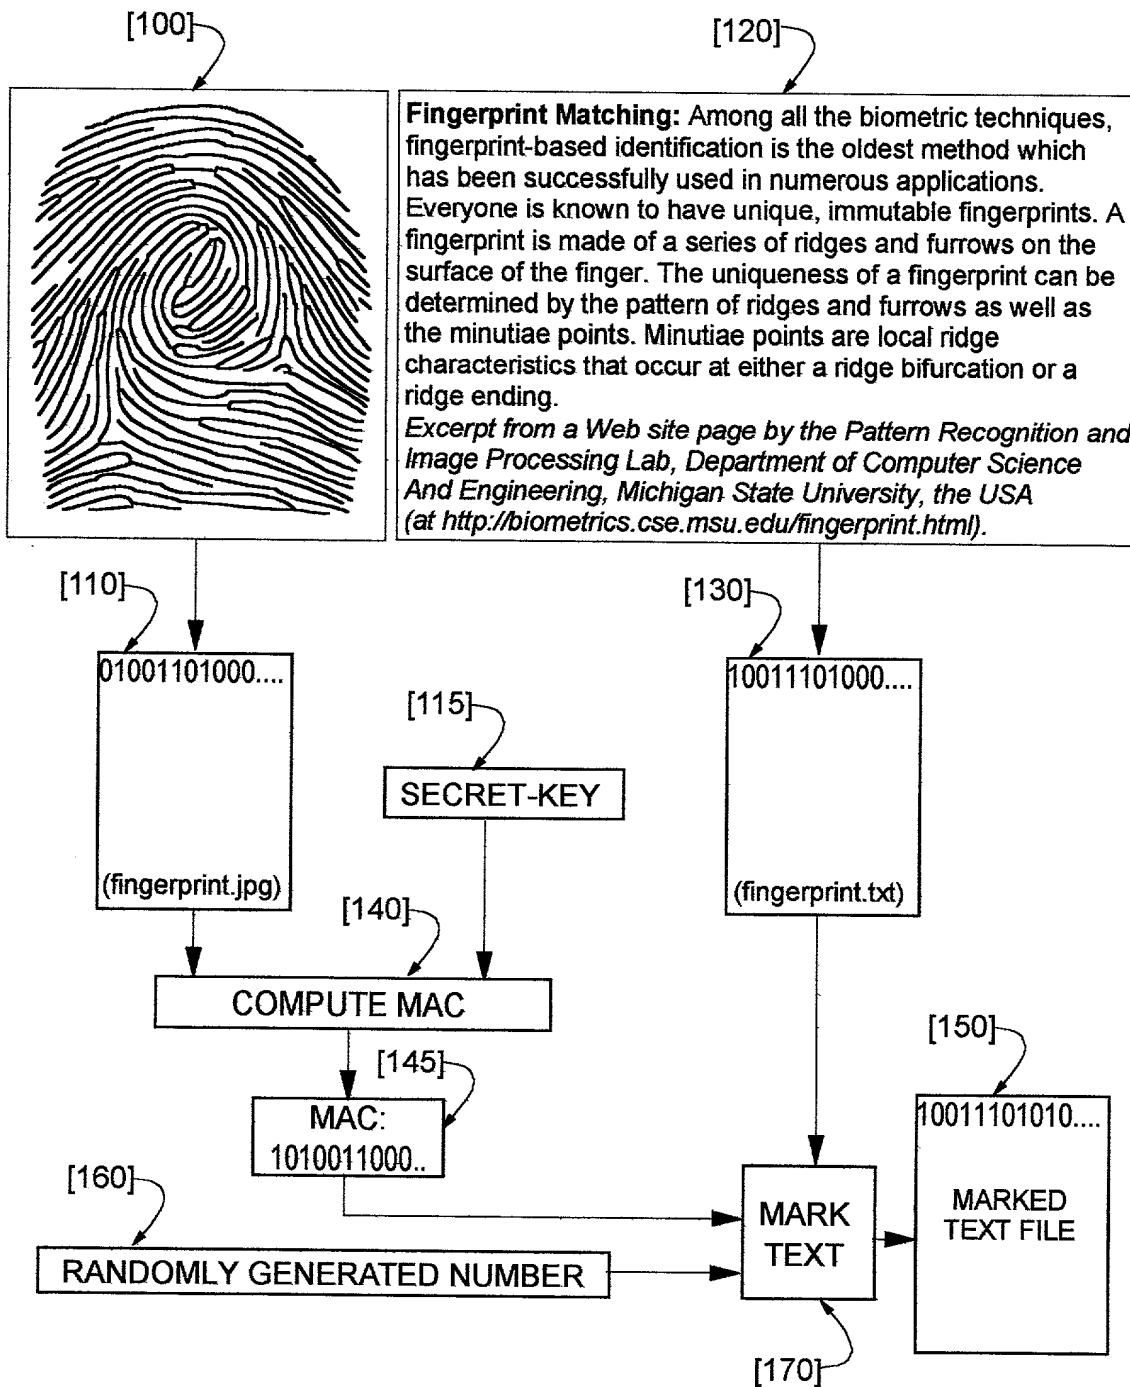 [100]
[120]
Fingerprint Matching: Among all the biometric techniques,
fingerprint-based identification is the oldest method which
has been successfully used in numerous applications.
Everyone is known to have unique, immutable fingerprints. A
fingerprint is made of a series of ridges and furrows on the
surface of the finger. The uniqueness of a fingerprint can be
determined by the pattern of ridges and furrows as well as
the minutiae points. Minutiae points are local ridge
characteristics that occur at either a ridge bifurcation or a
ridge ending.
Excerpt from a Web site page by the Pattern Recognition and
Image Processing Lab, Department of Computer Science
And Engineering, Michigan State University, the USA
(at http://biometrics.cse.msu.edu/fingerprint.html).
[110]
[130]
01001101000....
10011101000....
[115]
SECRET-KEY
(fingerprint.jpg)
(fingerprint.txt)
[140]
COMPUTE MAC
[150]
[145]
10011101010....
MAC:
1010011000..
[160]
MARK
TEXT
MARKED
TEXT FILE
RANDOMLY GENERATED NUMBER
[170]